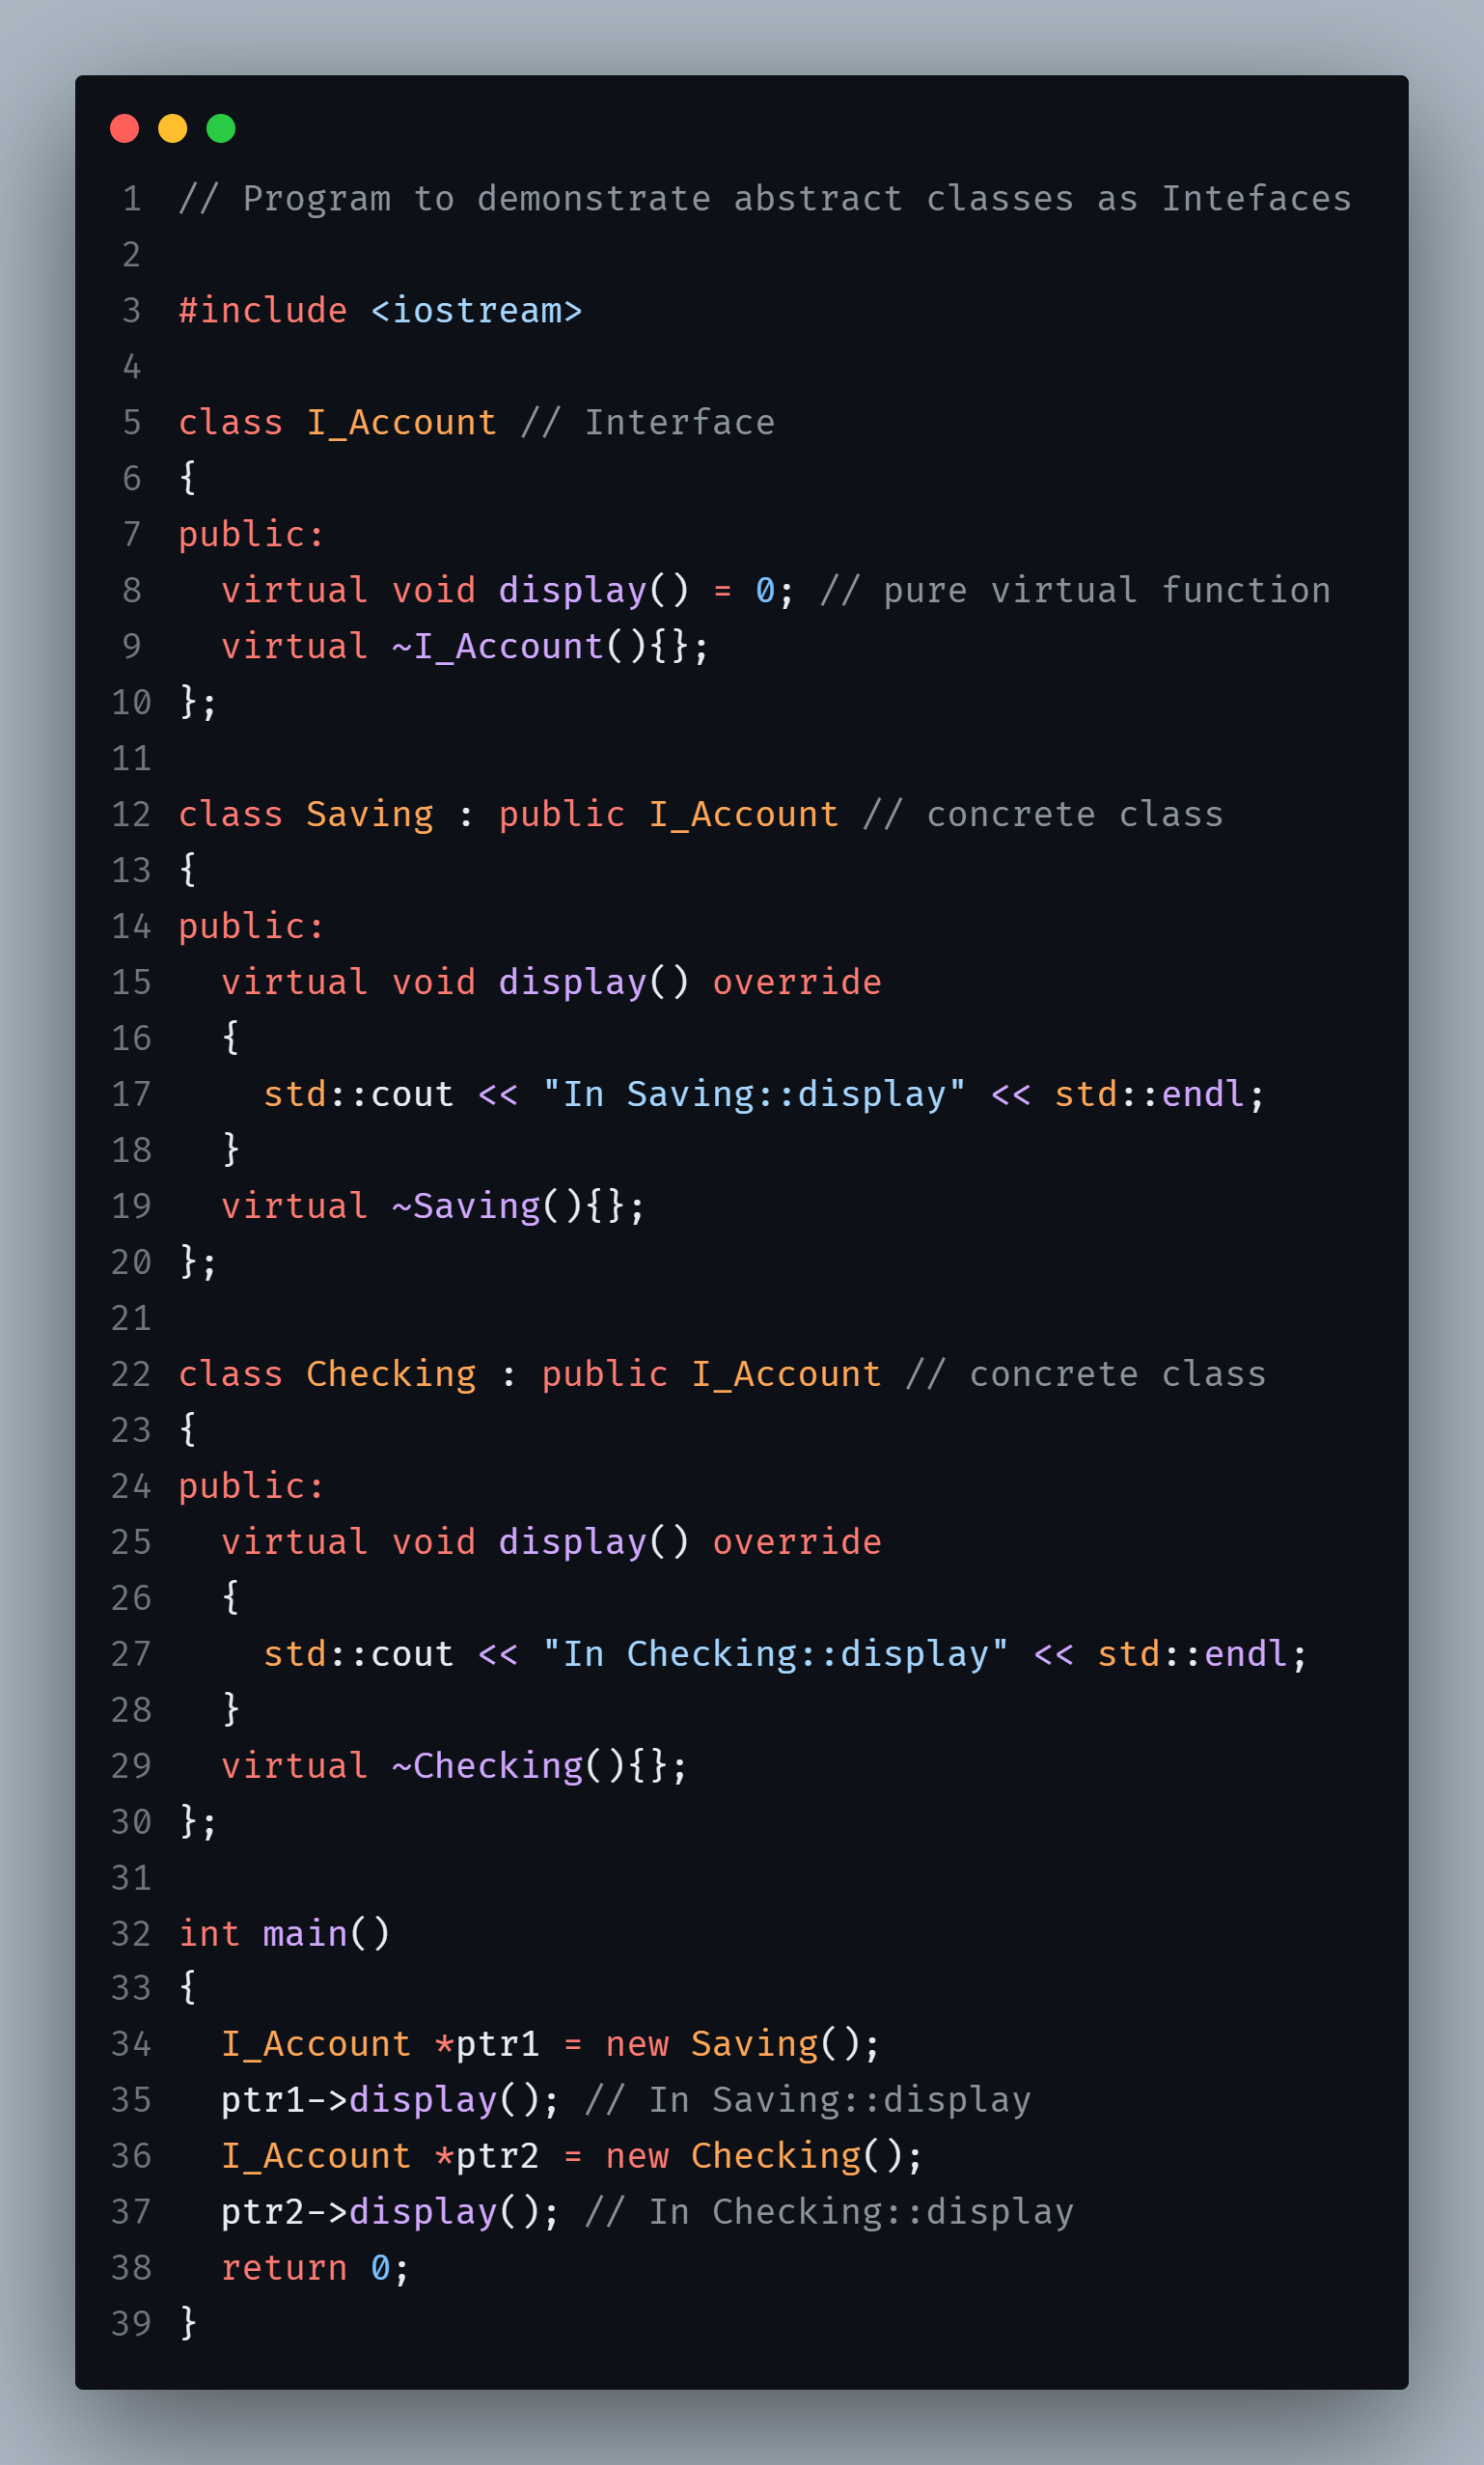 1 // Program to demonstrate abstract classes as Intefaces
2
3 #include <iostream>
4
5 class I_Account // Interface
6 {
7 public:
8   virtual void display() = 0; // pure virtual function
9   virtual ~I_Account(){};
10 };
11
12 class Saving : public I_Account // concrete class
13 {
14 public:
15   virtual void display() override
16   {
17     std::cout << "In Saving::display" << std::endl;
18   }
19   virtual ~Saving(){};
20 };
21
22 class Checking : public I_Account // concrete class
23 {
24 public:
25   virtual void display() override
26   {
27     std::cout << "In Checking::display" << std::endl;
28   }
29   virtual ~Checking(){};
30 };
31
32 int main()
33 {
34   I_Account *ptr1 = new Saving();
35   ptr1->display(); // In Saving::display
36   I_Account *ptr2 = new Checking();
37   ptr2->display(); // In Checking::display
38   return 0;
39 }